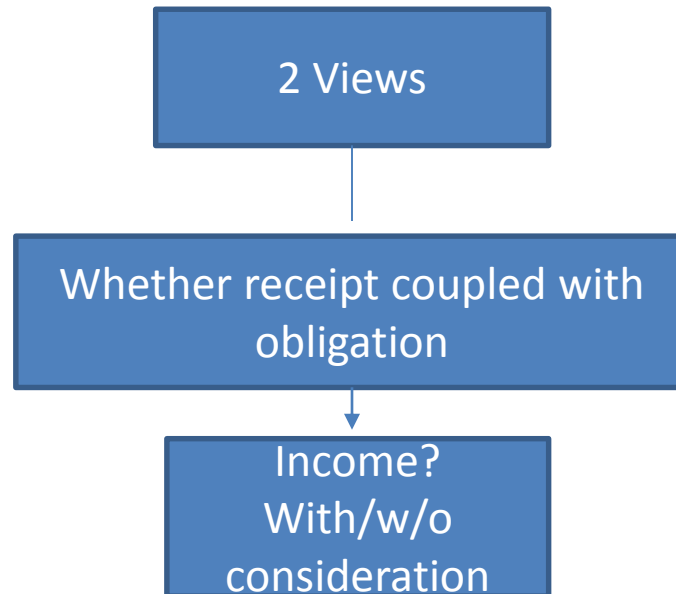 2 Views
Whether receipt coupled with
obligation
Income?
With/w/o
consideration